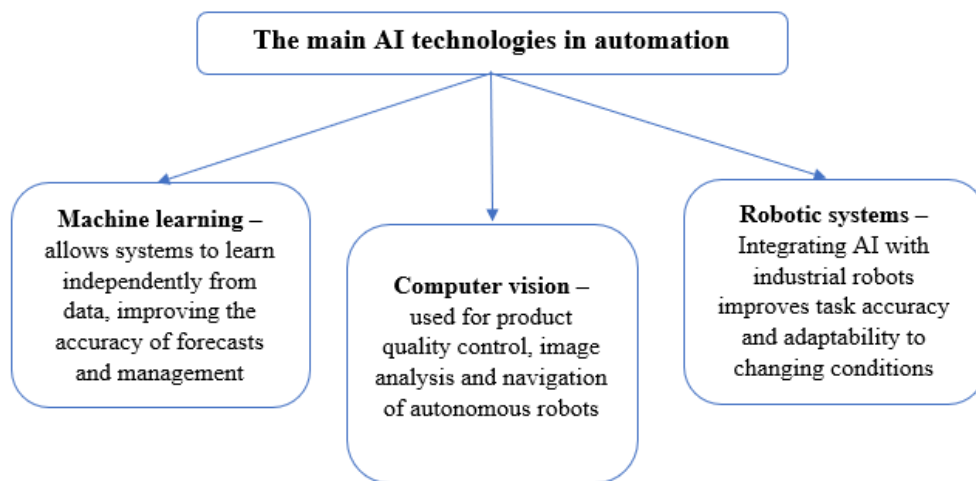 The main AI technologies in automation
Machine learning –
allows systems to learn
independently from
data, improving the
accuracy of forecasts
and management
Computer vision –
used for product
quality control, image
analysis and navigation
of autonomous robots
Robotic systems –
Integrating AI with
industrial robots
improves task accuracy
and adaptability to
changing conditions